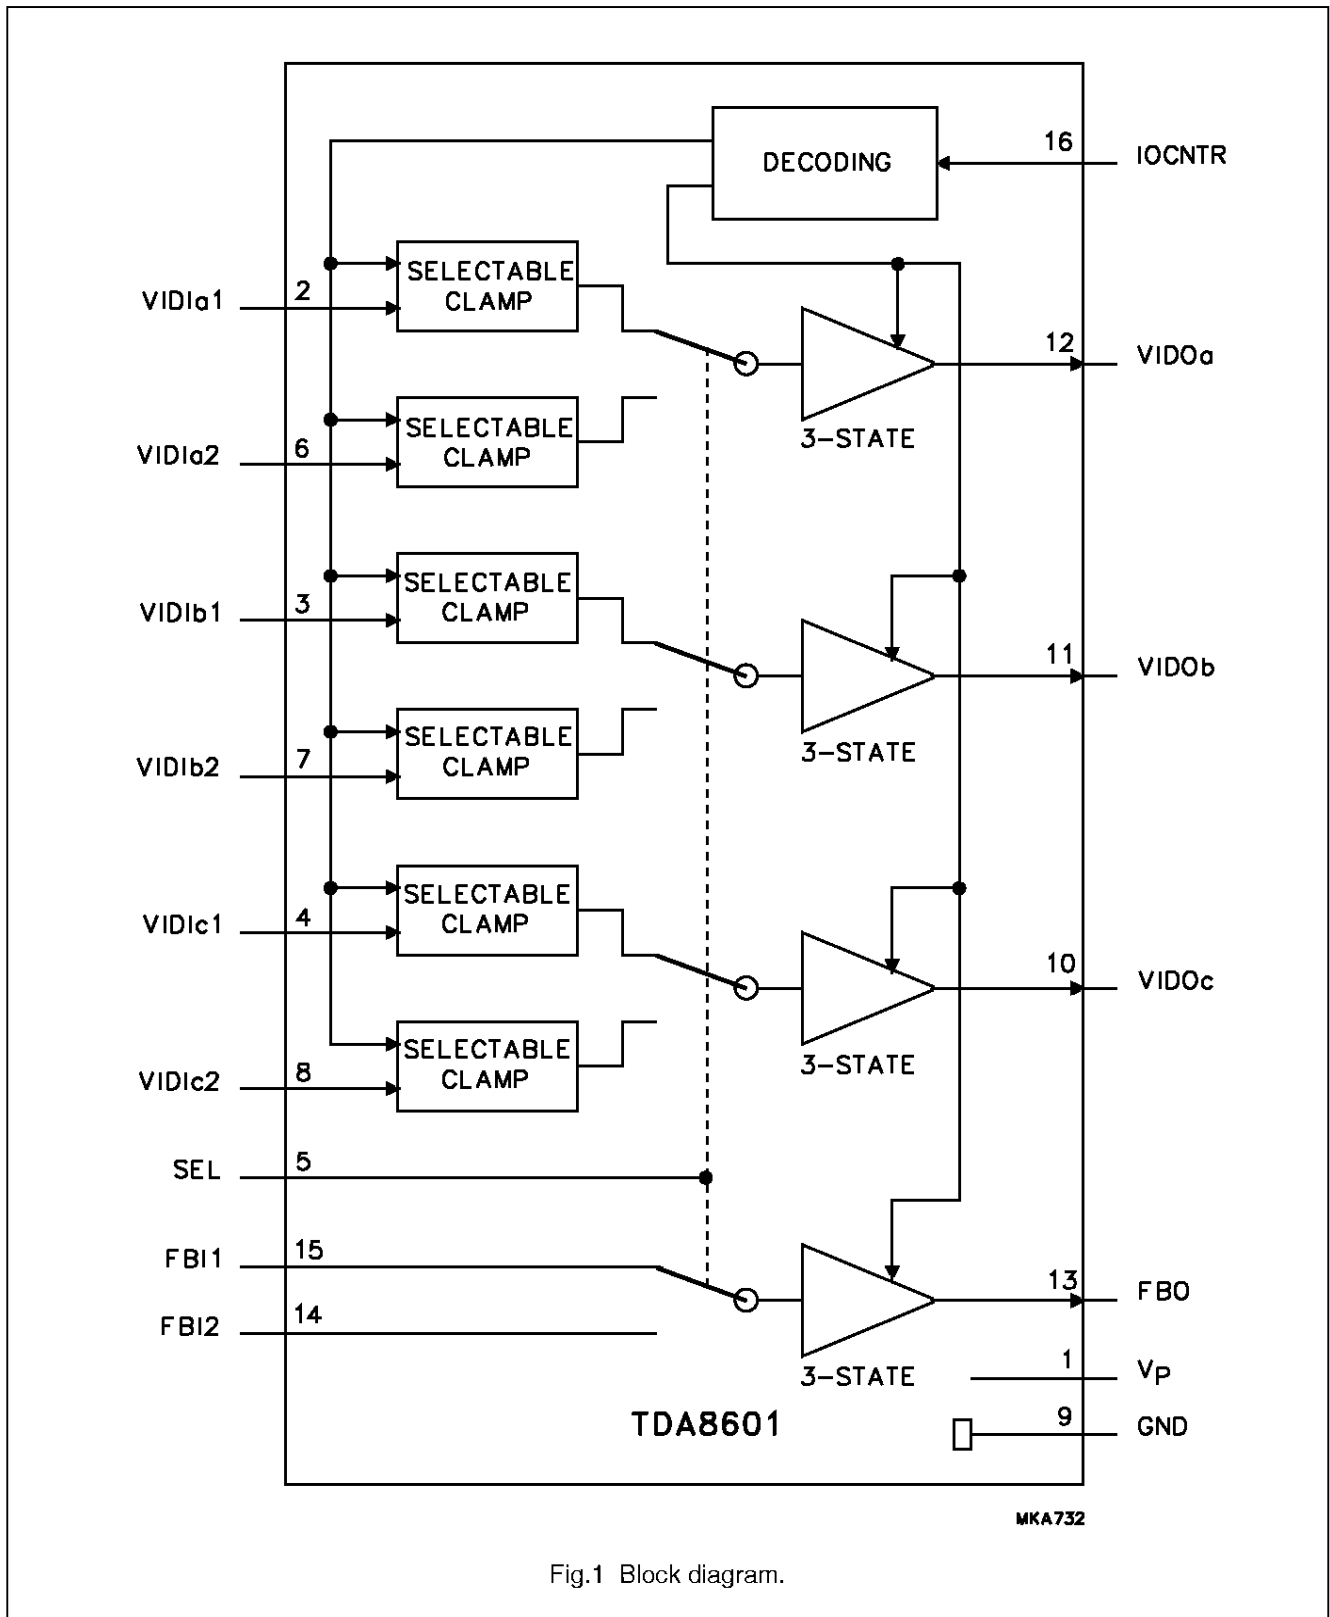 DECODING
16
IOCNTR
SELECTABLE
CLAMP
VIDIa1
2
12
VIDOa
3-STATE
SELECTABLE
CLAMP
VIDIa2
6
SELECTABLE
CLAMP
VIDIb1
3
11
VIDOb
3-STATE
SELECTABLE
CLAMP
VIDIb2
7
SELECTABLE
CLAMP
VIDIc1
4
10
VIDOc
3-STATE
SELECTABLE
CLAMP
VIDIc2
8
SEL
5
FBI1
15
13
FBO
FBI2
14
3-STATE
1
VP
TDA8601
9
GND
MKA732
Fig.1 Block diagram.